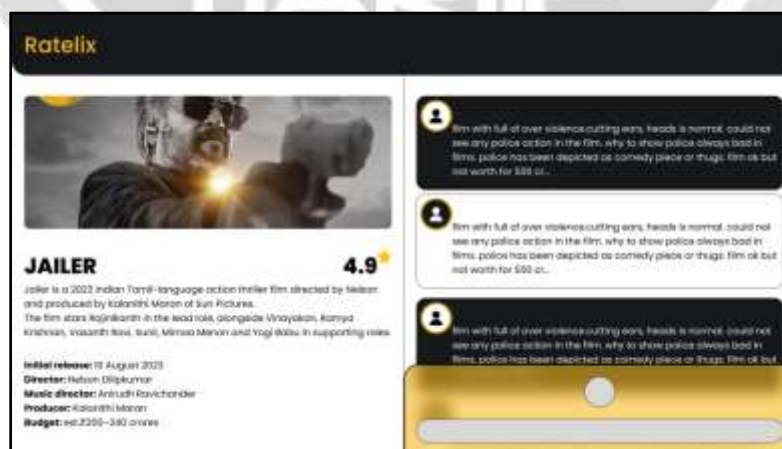 Ratelix
JAILER
4.9
Jailer is a 2023 Indian Tamil-language action thriller film directed by Nelson
and produced by Kalanithi Maran of Sun Pictures.
The film stars Rajinikanth in the lead role, alongside Vinayakan, Ramya
Krishnan, Vasanth Ravi, Sunil, Mirnaa Menon and Yogi Babu in supporting roles.
Initial release: 10 August 2023
Director: Nelson Dilipkumar
Music director: Anirudh Ravichander
Producer: Kalanithi Maran
Budget: est.₹200–240 crores
film with full of over violence.cutting ears, heads is normal. could not
see any police action in the film. why to show police always bad in
films. police has been depicted as comedy piece or thugs. film ok but
not worth for 500 cr...
film with full of over violence.cutting ears, heads is normal. could not
see any police action in the film. why to show police always bad in
films. police has been depicted as comedy piece or thugs. film ok but
not worth for 500 cr...
film with full of over violence.cutting ears, heads is normal. could not
see any police action in the film. why to show police always bad in
films. police has been depicted as comedy piece or thugs. film ok but